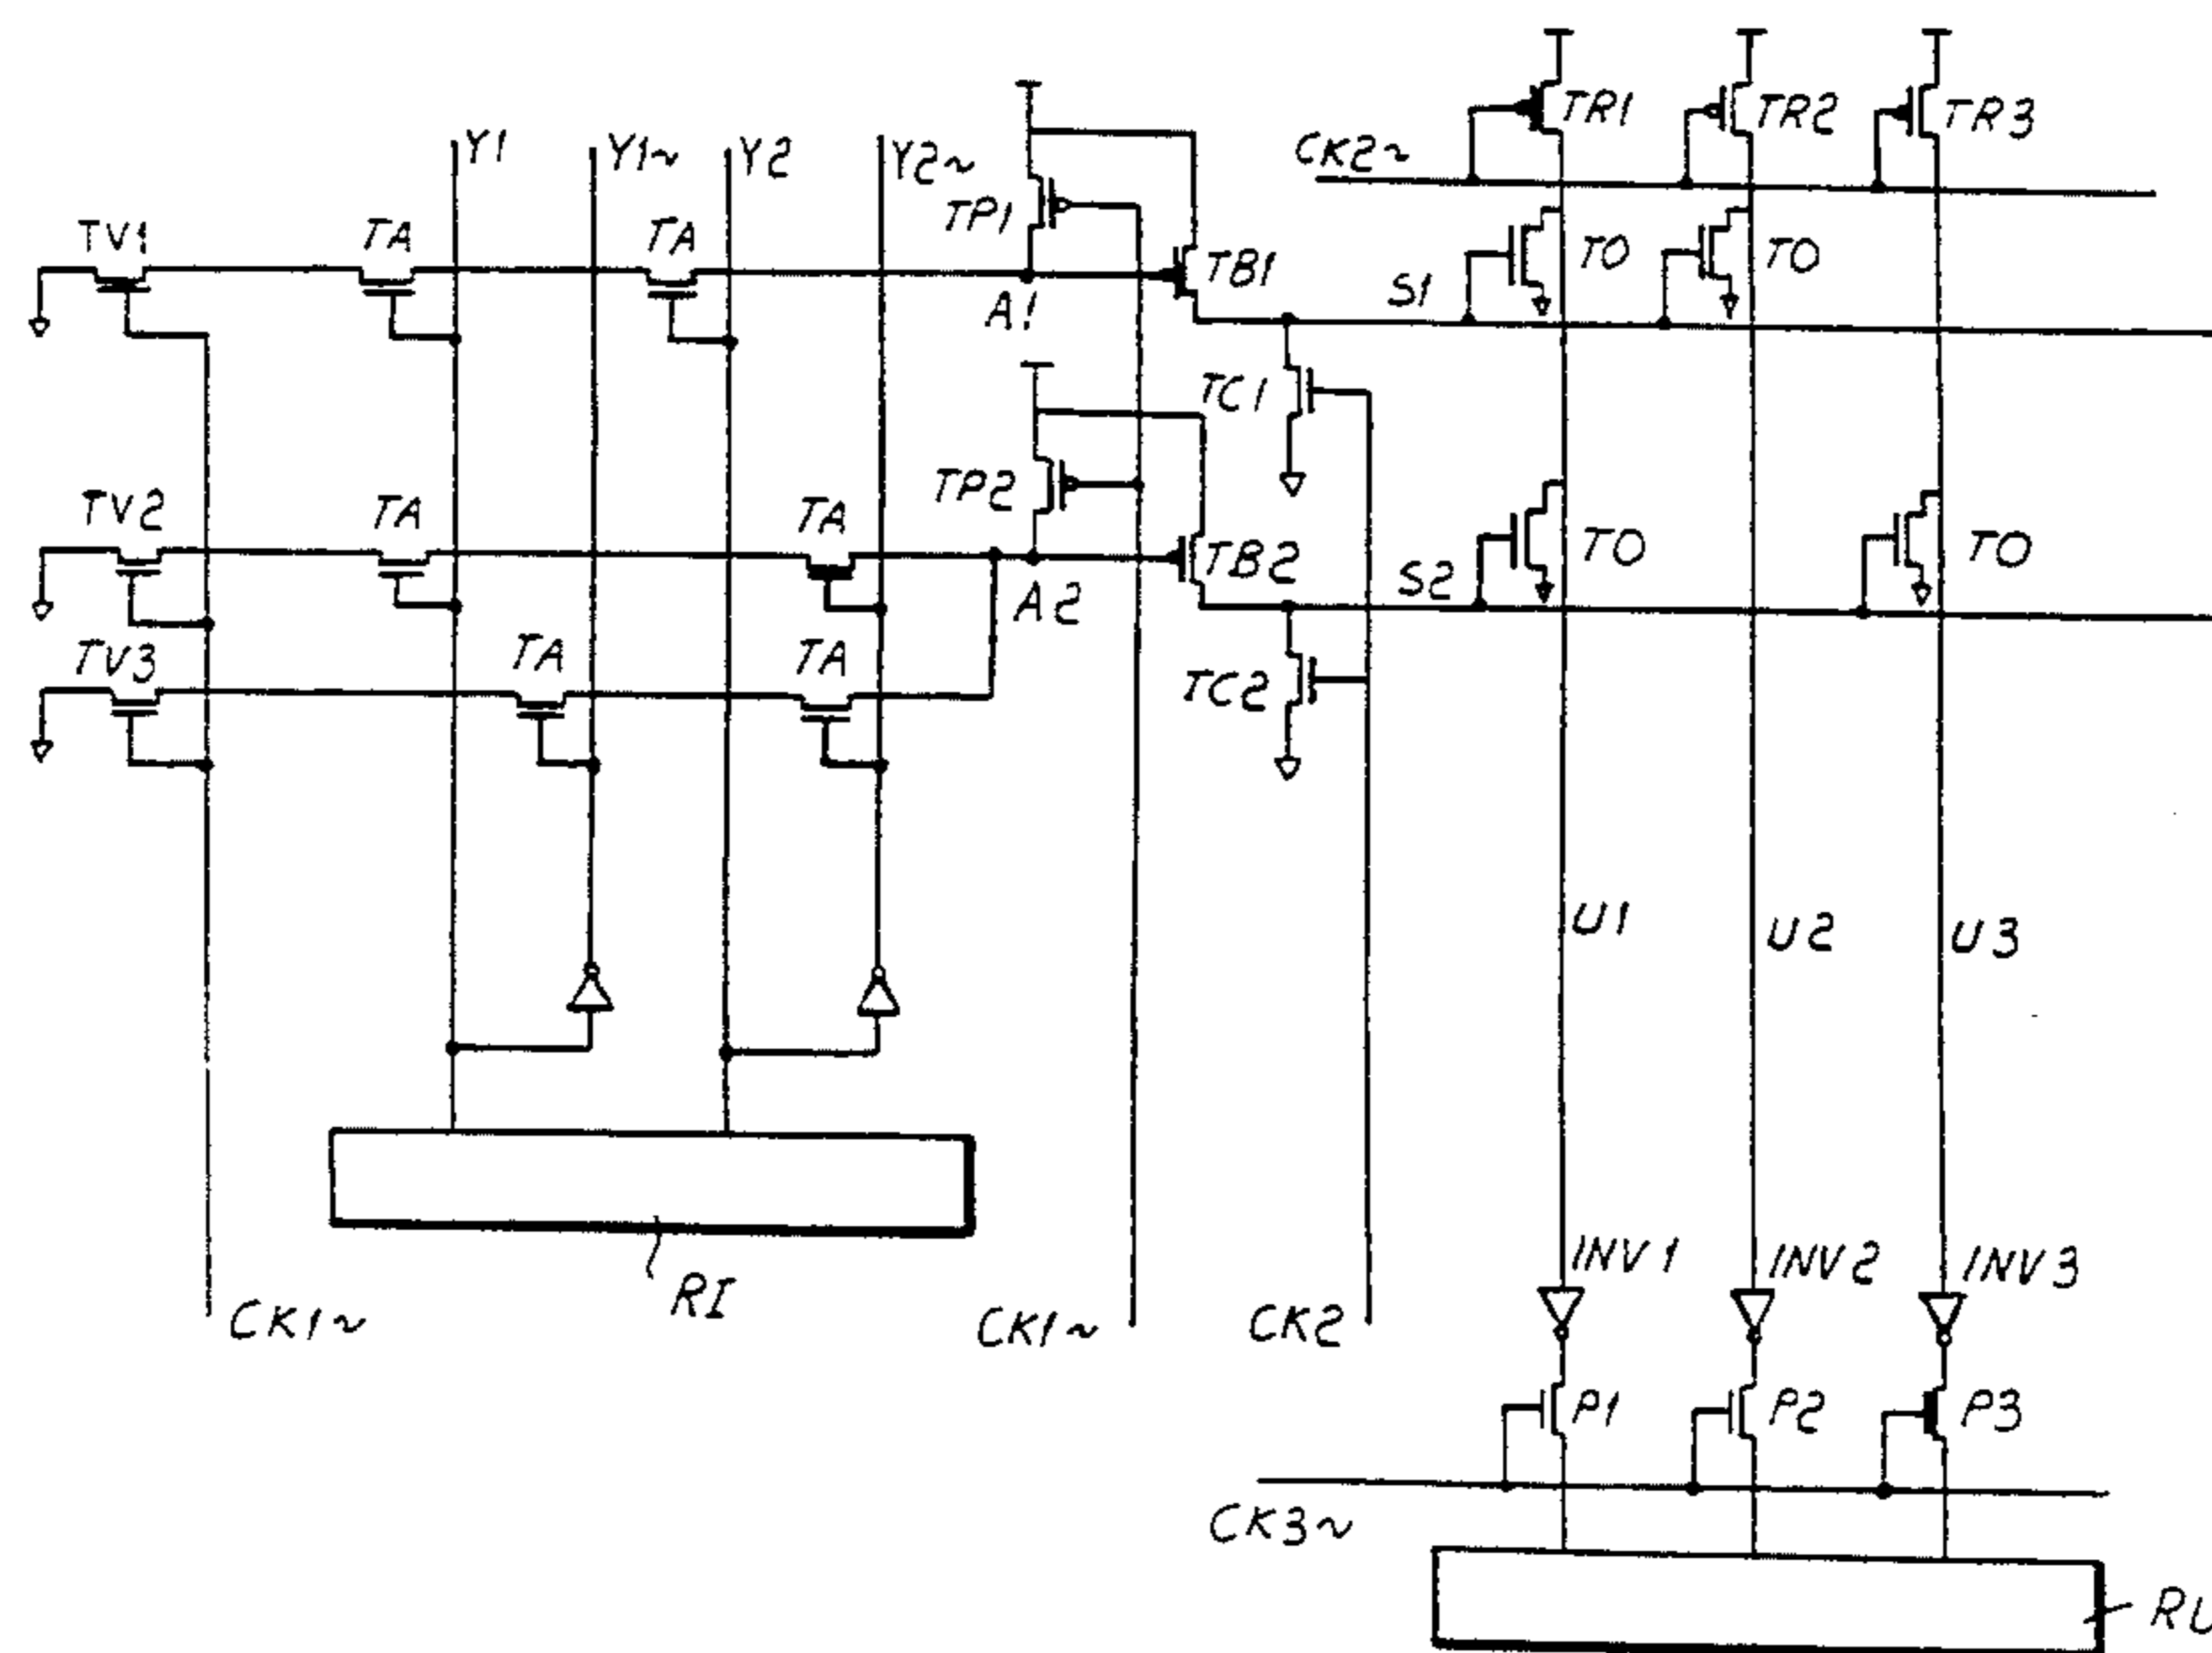 TR1 TR2 TR3
Y1 Y1~ Y2 Y2~ CK2~
TP1
TV1 TA TA TB1 TO TO
A1 S1
TC1
TP2
TV2 TA TA TB2 TO TO
A2 S2
TV3 TA TA TC2
U1 U2 U3
INV1 INV2 INV3
RI
CK1~ CK1~ CK2
P1 P2 P3
CK3~
RU